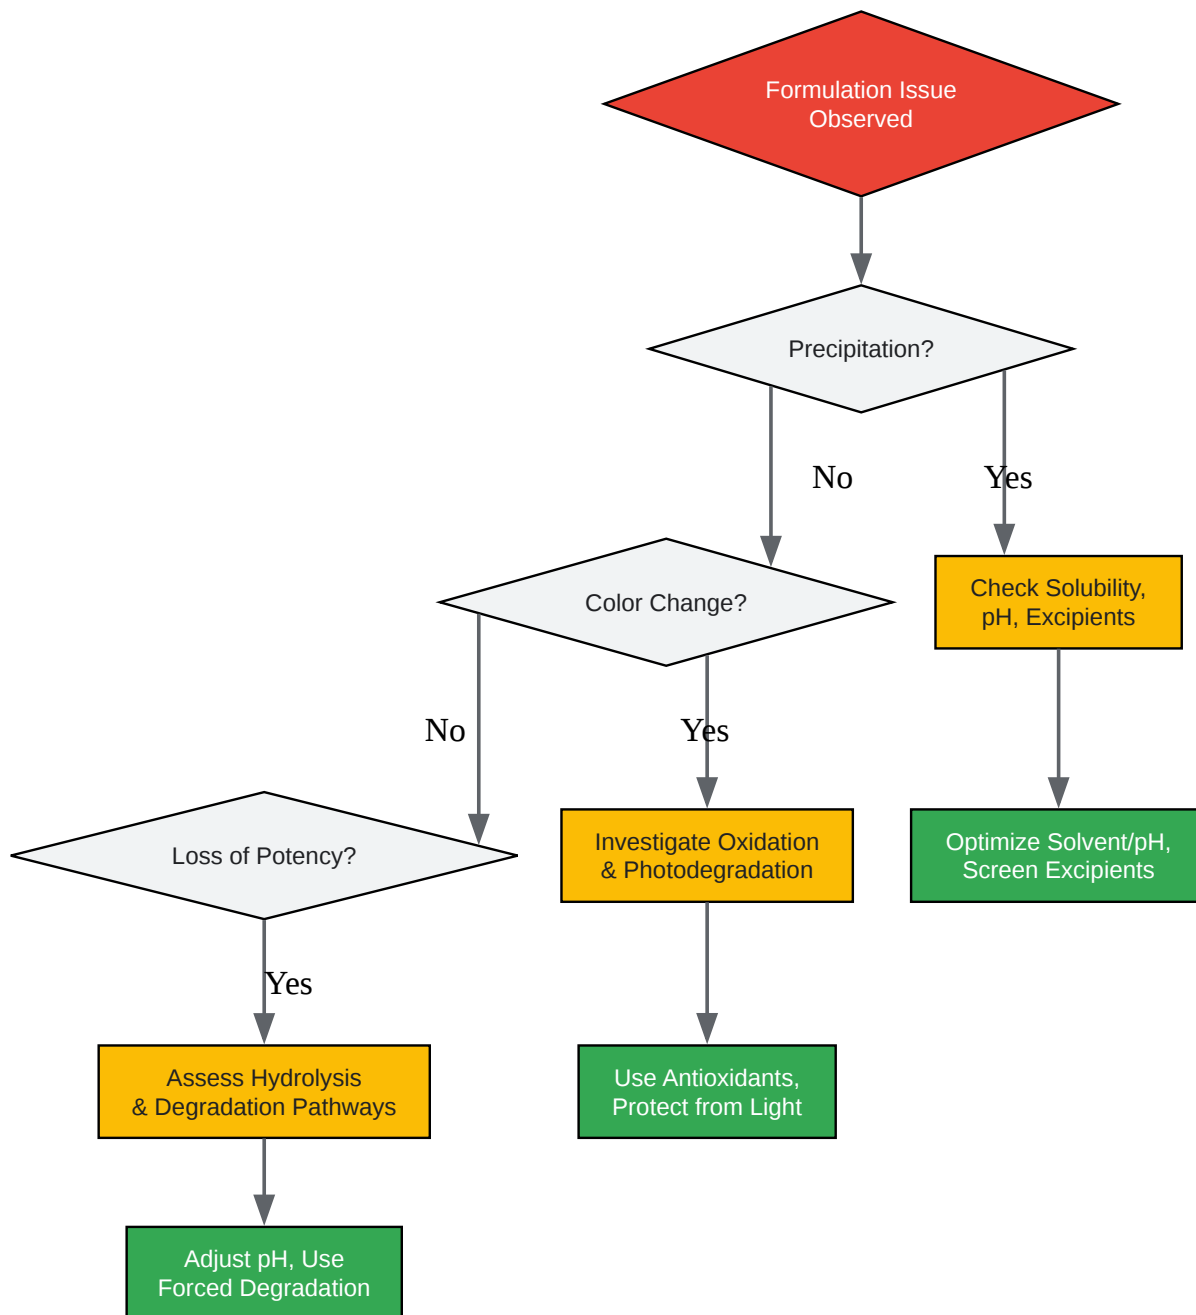 Formulation Issue
Observed
Precipitation?
No
Yes
Color Change?
Check Solubility,
pH, Excipients
No
Yes
Loss of Potency?
Investigate Oxidation
& Photodegradation
Optimize Solvent/pH,
Screen Excipients
Yes
Assess Hydrolysis
& Degradation Pathways
Use Antioxidants,
Protect from Light
Adjust pH, Use
Forced Degradation